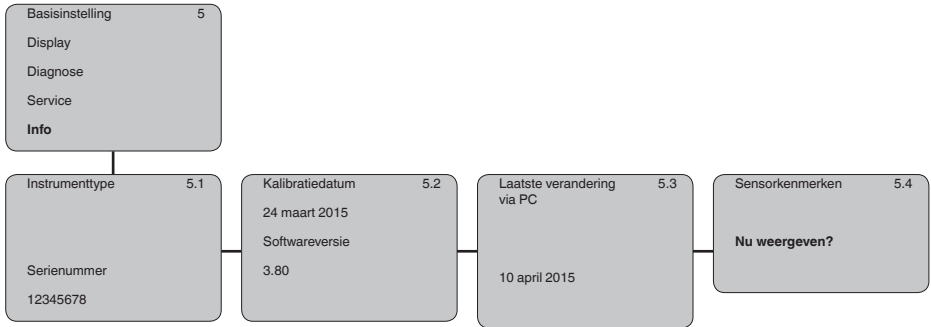 Basisinstelling 5
Display
Diagnose
Service
Info
Instrumenttype 5.1
Serienummer
12345678
Kalibratiedatum 5.2
24 maart 2015
Softwareversie
3.80
Laatste verandering 5.3
via PC
10 april 2015
Sensorkenmerken 5.4
Nu weergeven?